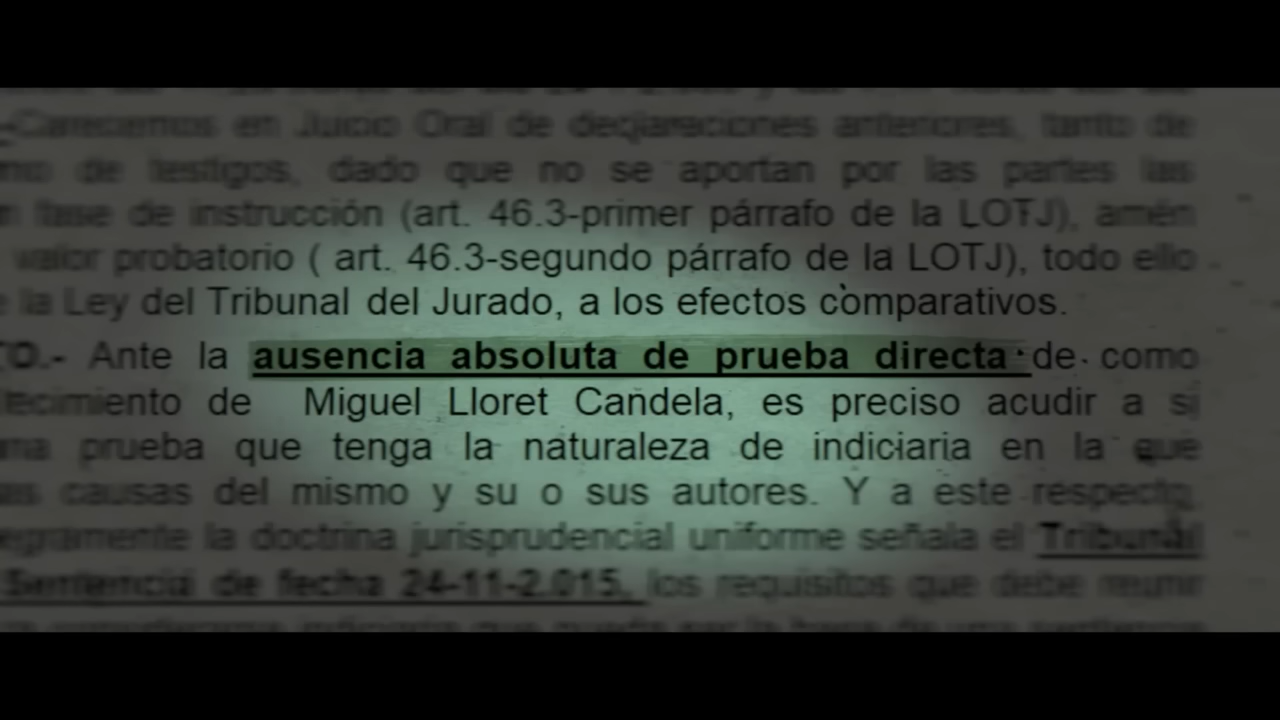 Carecemos en Juicio Oral de declaraciones anteriores, tanto de
de testigos, dado que no se aportan por las partes las
fase de instrucción (art. 46.3-primer párrafo de la LOTJ), amén
valor probatorio ( art. 46.3-segundo párrafo de la LOTJ), todo ello
la Ley del Tribunal del Jurado, a los efectos comparativos.
TO.- Ante la ausencia absoluta de prueba directa de como
Miguel Lloret Candela, es preciso acudir a si
prueba que tenga la naturaleza de indiciaria en la que
causas del mismo y su o sus autores. Y a este respecto,
la doctrina jurisprudencial uniforme señala el Tribunal
Sentencia de fecha 24-11-2.015, los requisitos que debe reunir